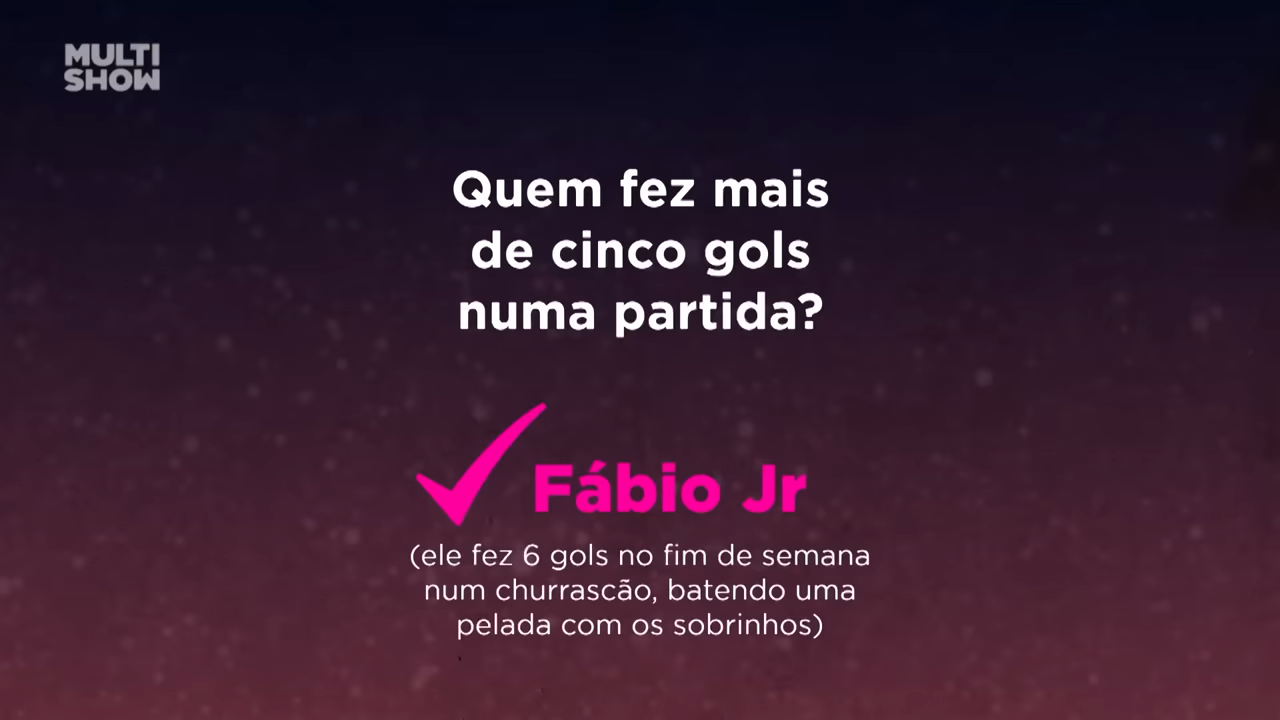 MULTI
SHOW
Quem fez mais
de cinco gols
numa partida?
Fábio Jr
(ele fez 6 gols no fim de semana
num churrascão, batendo uma
pelada com os sobrinhos)